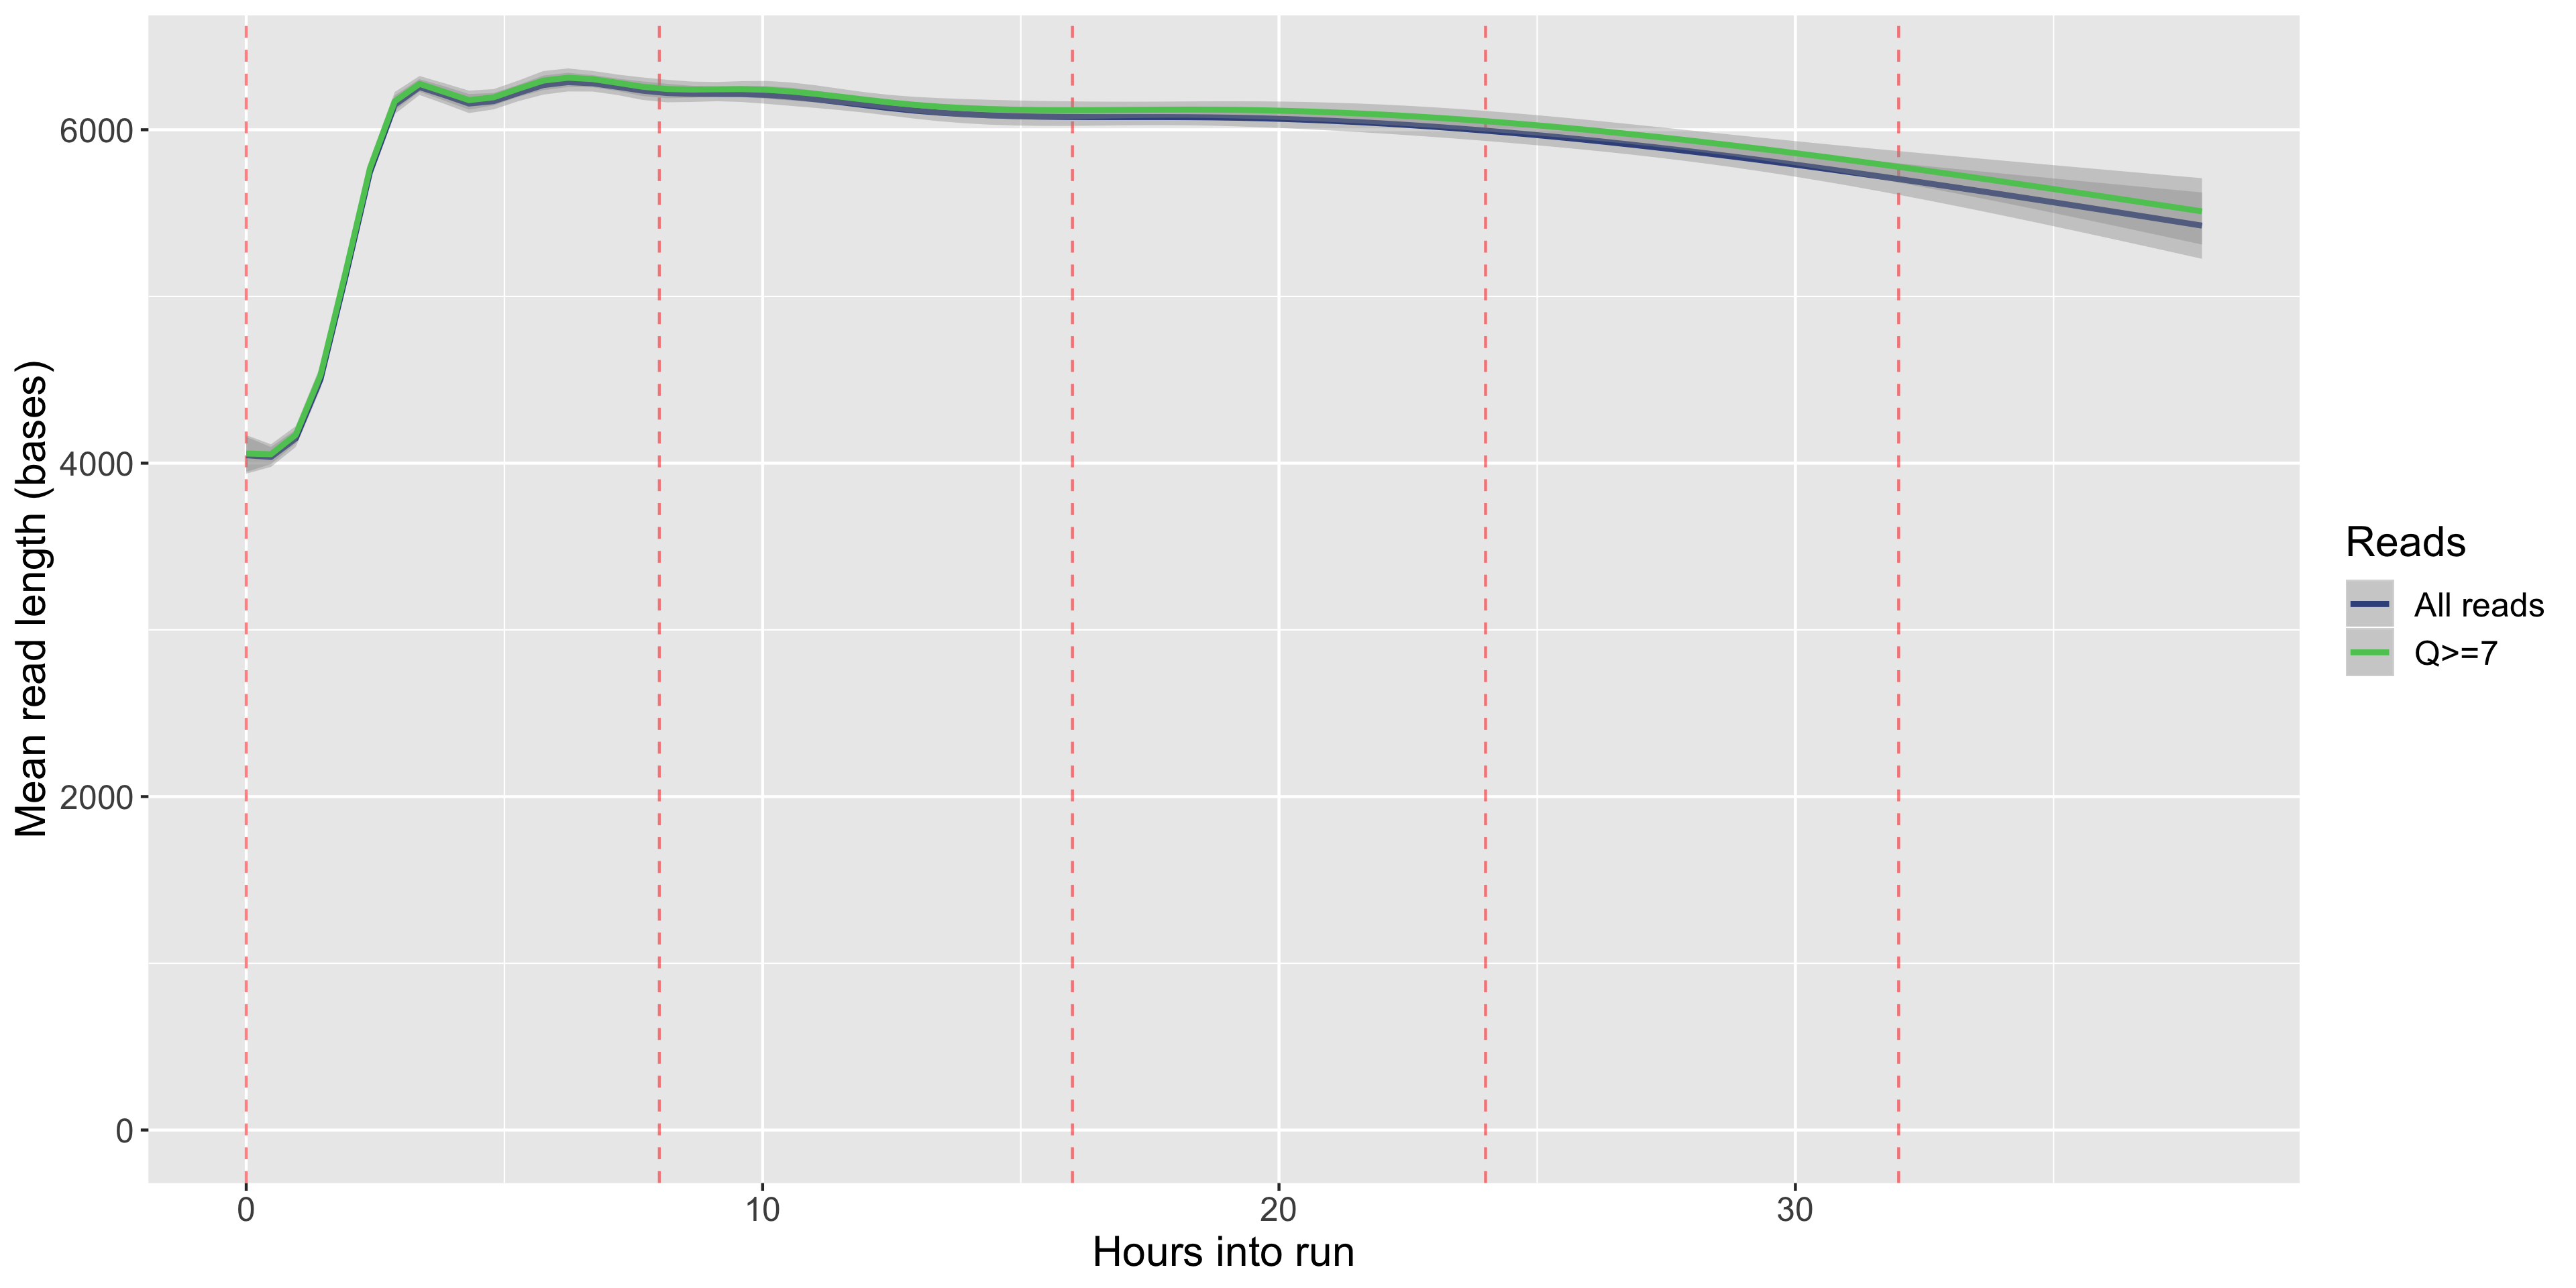 Mean read length (bases)
6000
4000
2000
0
0 10 20 30
Hours into run
Reads
All reads
Q>=7